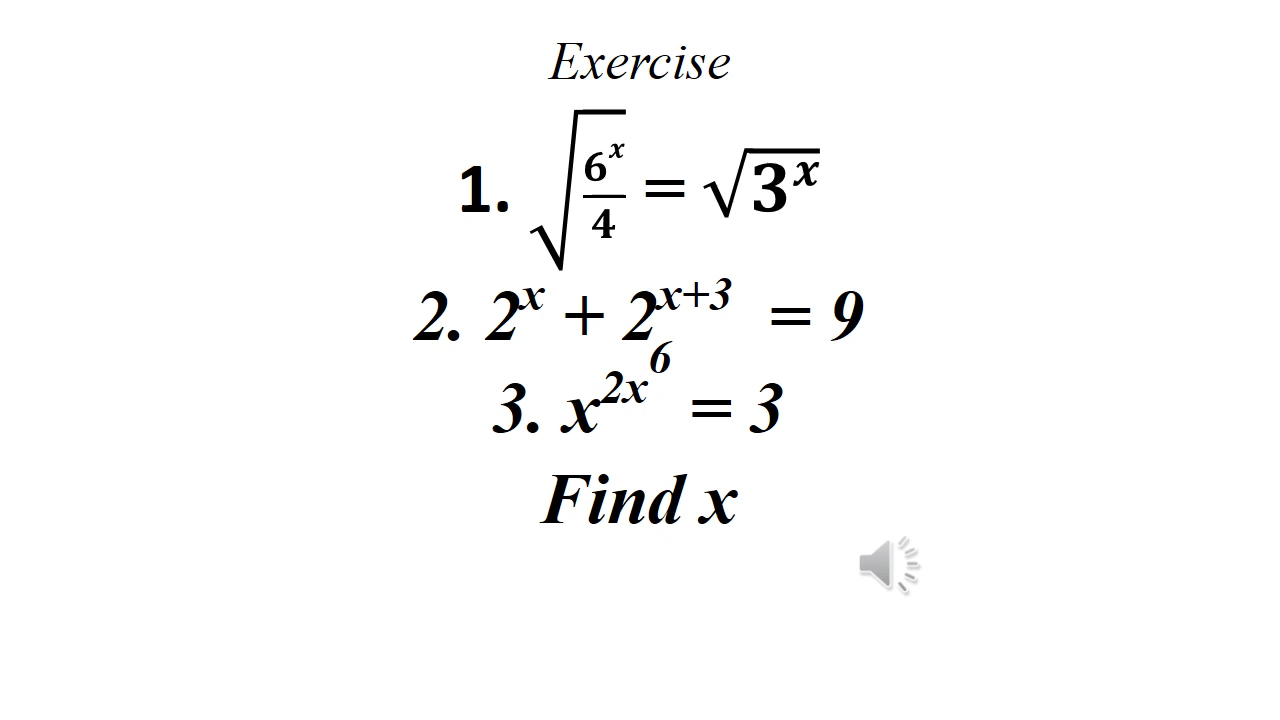 Exercise
1. √(6^x/4) = √(3^x)
2. 2^x + 2^(x+3) = 9
3. x^(2x^6) = 3
Find x